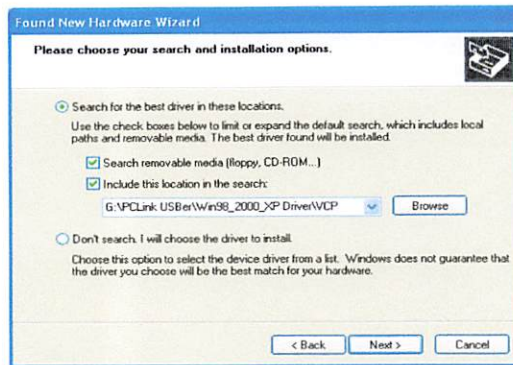 Found New Hardware Wizard
Please choose your search and installation options.
Search for the best driver in these locations.
Use the check boxes below to limit or expand the default search, which includes local
paths and removable media. The best driver found will be installed.
Search removable media (floppy, CD-ROM...)
Include this location in the search:
G:\PCLink USBer\Win98_2000_XP Driver\VCP
Browse
Don't search. I will choose the driver to install.
Choose this option to select the device driver from a list. Windows does not guarantee that
the driver you choose will be the best match for your hardware.
< Back
Next >
Cancel